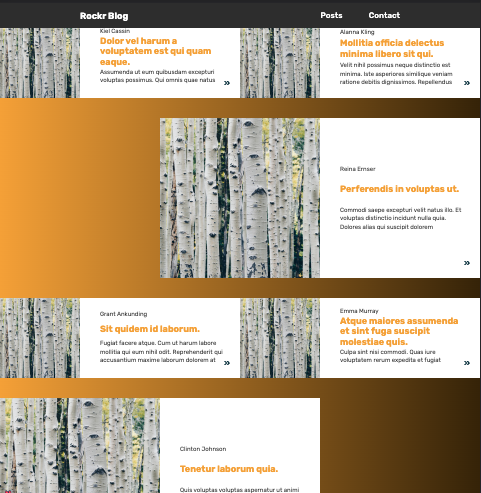 Rockr Blog
Posts
Contact
Kiel Cassin
Dolor vel harum a
voluptatem est qui quam
eaque.
Assumenda ut eum quibusdam excepturi
voluptas possimus. Qui omnis quae natus
»
Alanna Kling
Mollitia officia delectus
minima libero sit qui.
Velit nihil possimus neque distinctio est
minima. Iste asperiores similique veniam
ratione debitis dignissimos. Repellendus
»
Reina Ernser
Perferendis in voluptas ut.
Commodi saepe excepturi velit natus illo. Et
voluptas distinctio incidunt nulla quia.
Dolores alias qui suscipit dolorem
»
Grant Ankunding
Sit quidem id laborum.
Fugiat facere atque. Cum ut harum labore
mollitia qui eum nihil odit. Reprehenderit qui
accusantium maxime laborum dolorem at
»
Emma Murray
Atque maiores assumenda
et sint fuga suscipit
molestiae quis.
Culpa sint nisi commodi. Quas iure
voluptatem rerum expedita et fugiat
»
Clinton Johnson
Tenetur laborum quia.
Quis voluptas voluptas aspernatur ut animi